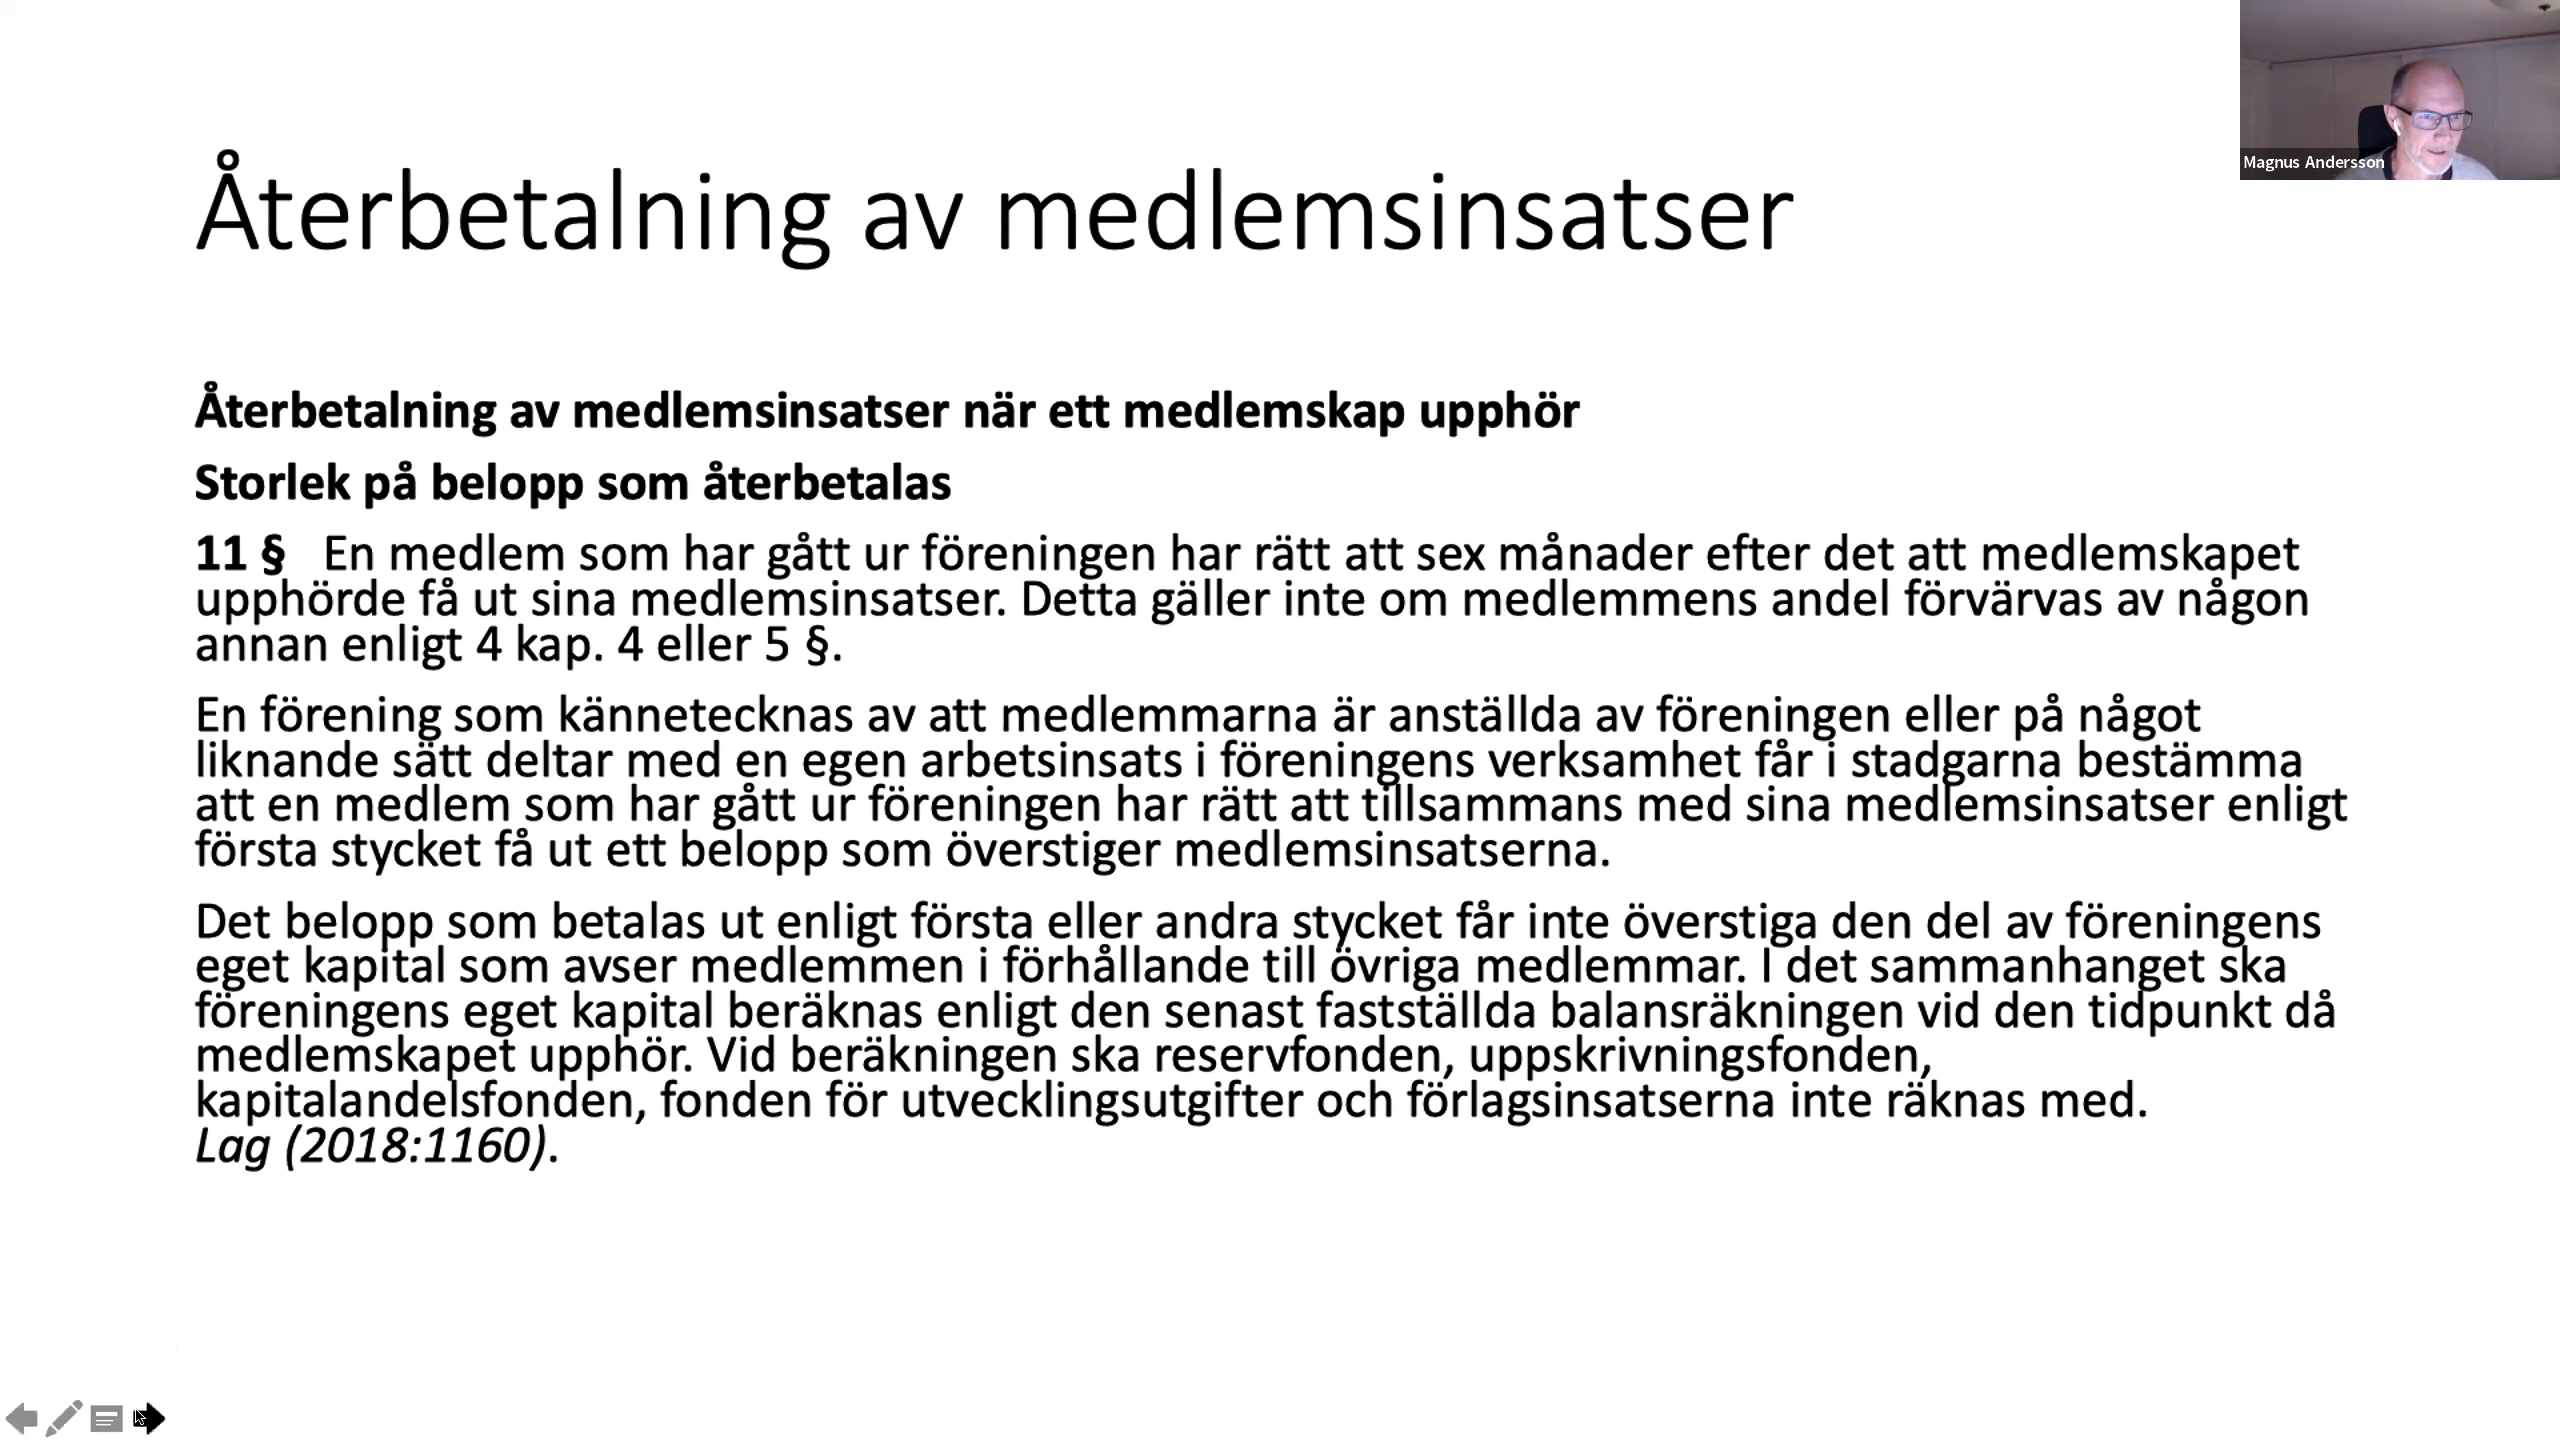 Återbetalning av medlemsinsatser
Magnus Andersson
Återbetalning av medlemsinsatser när ett medlemskap upphör
Storlek på belopp som återbetalas
11 § En medlem som har gått ur föreningen har rätt att sex månader efter det att medlemskapet
upphörde få ut sina medlemsinsatser. Detta gäller inte om medlemmens andel förvärvas av någon
annan enligt 4 kap. 4 eller 5 §.
En förening som kännetecknas av att medlemmarna är anställda av föreningen eller på något
liknande sätt deltar med en egen arbetsinsats i föreningens verksamhet får i stadgarna bestämma
att en medlem som har gått ur föreningen har rätt att tillsammans med sina medlemsinsatser enligt
första stycket få ut ett belopp som överstiger medlemsinsatserna.
Det belopp som betalas ut enligt första eller andra stycket får inte överstiga den del av föreningens
eget kapital som avser medlemmen i förhållande till övriga medlemmar. I det sammanhanget ska
föreningens eget kapital beräknas enligt den senast fastställda balansräkningen vid den tidpunkt då
medlemskapet upphör. Vid beräkningen ska reservfonden, uppskrivningsfonden,
kapitalandelsfonden, fonden för utvecklingsutgifter och förlagsinsatserna inte räknas med.
Lag (2018:1160).